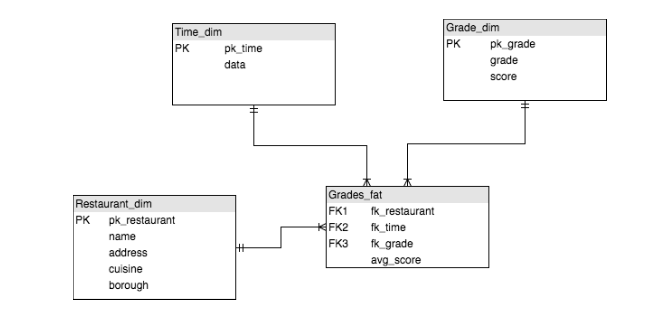 Time_dim
PK pk_time
data
Grade_dim
PK pk_grade
grade
score
Restaurant_dim
PK pk_restaurant
name
address
cuisine
borough
Grades_fat
FK1 fk_restaurant
FK2 fk_time
FK3 fk_grade
avg_score